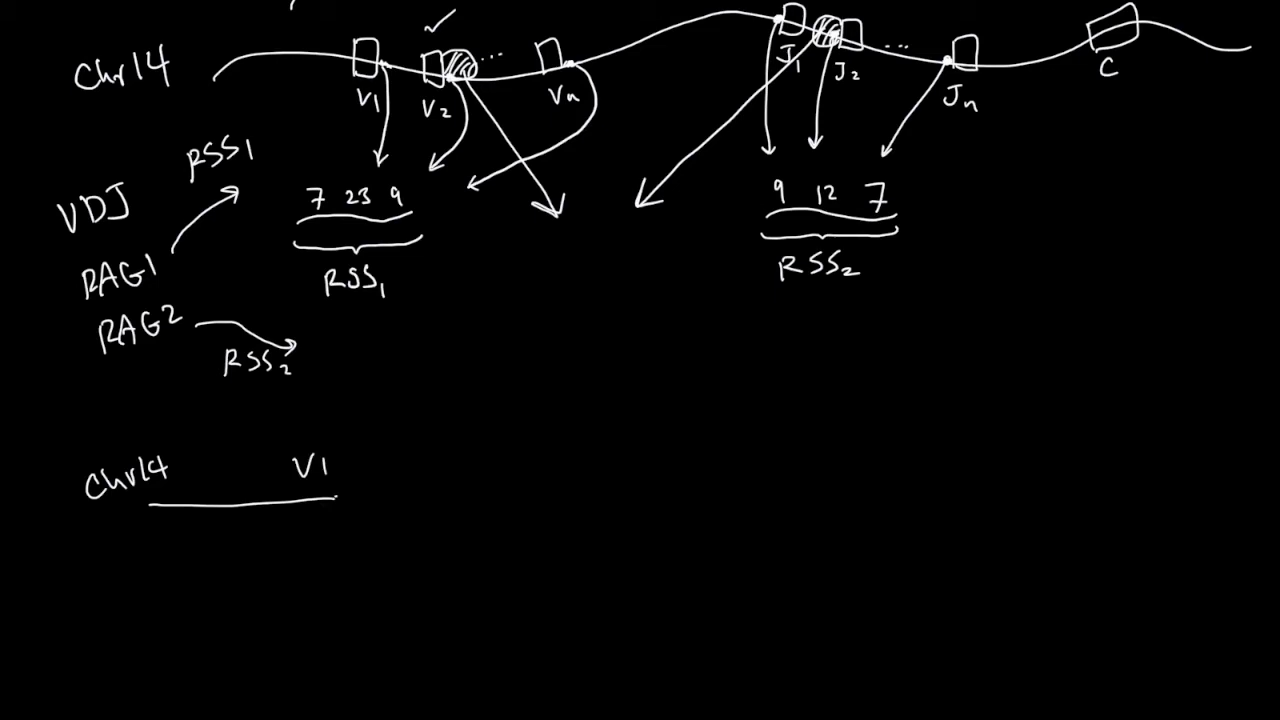 Chr14
V1 V2 ... Vn J1 J2 ... Jn C
RSS1
VDJ
7 23 9
9 12 7
RAG1
RSS1
RSS2
RAG2
RSS2
Chr14 V1